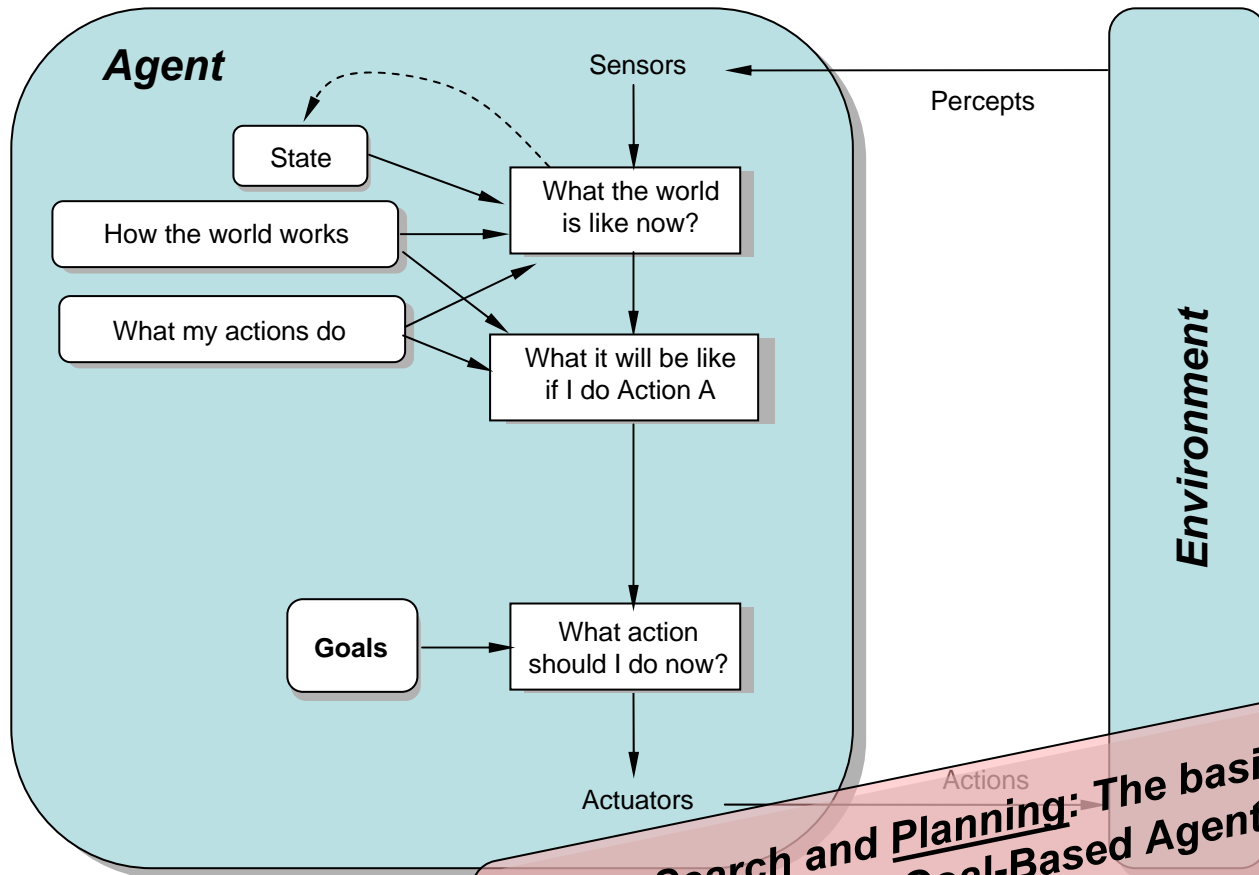 Agent
Sensors
Percepts
State
What the world
is like now?
How the world works
What my actions do
What it will be like
if I do Action A
Environment
Goals
What action
should I do now?
Actuators
Actions
Search and Planning: The basi
Goal-Based Agent